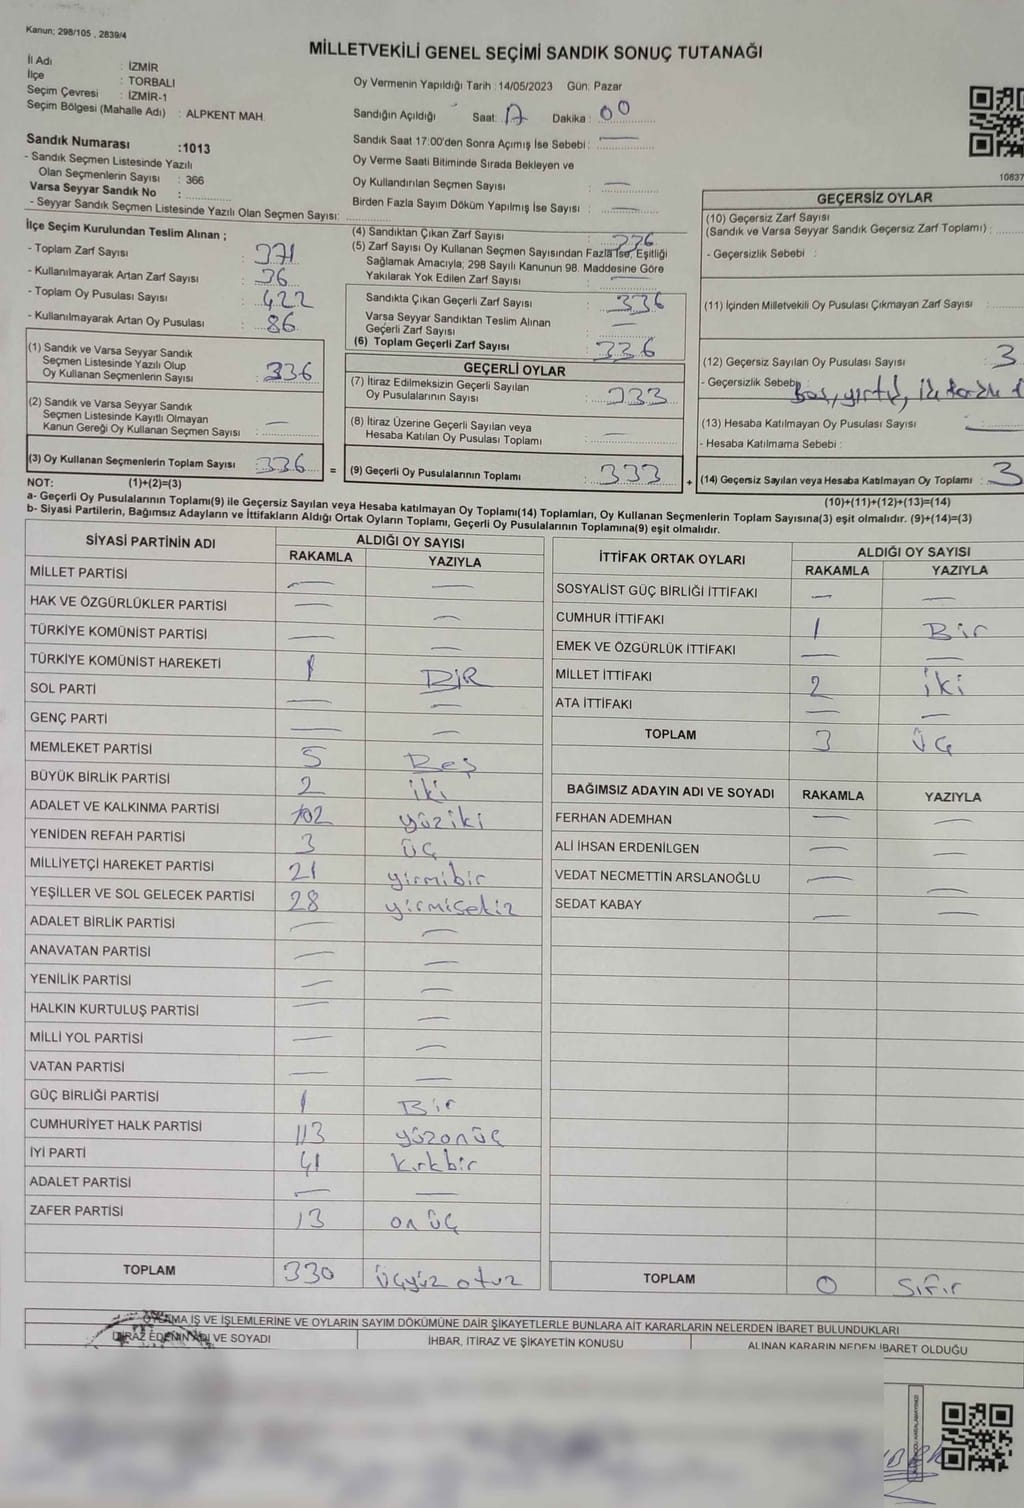 Kanun; 298/105 , 2839/4
MİLLETVEKİLİ GENEL SEÇİMİ SANDIK SONUÇ TUTANAĞI
İl Adı : İZMİR
İlçe : TORBALI
Seçim Çevresi : İZMİR-1
Seçim Bölgesi (Mahalle Adı) : ALPKENT MAH.
Oy Vermenin Yapıldığı Tarih : 14/05/2023 Gün: Pazar
Sandığın Açıldığı Saat: Dakika : 00
Sandık Saat 17:00'den Sonra Açımış İse Sebebi : —
Oy Verme Saati Bitiminde Sırada Bekleyen ve
Oy Kullandırılan Seçmen Sayısı : —
Birden Fazla Sayım Döküm Yapılmış İse Sayısı : —
10837
Sandık Numarası :1013
- Sandık Seçmen Listesinde Yazılı
Olan Seçmenlerin Sayısı : 366
Varsa Seyyar Sandık No :
- Seyyar Sandık Seçmen Listesinde Yazılı Olan Seçmen Sayısı:
İlçe Seçim Kurulundan Teslim Alınan ;
- Toplam Zarf Sayısı : 371
- Kullanılmayarak Artan Zarf Sayısı : 36
- Toplam Oy Pusulası Sayısı : 422
- Kullanılmayarak Artan Oy Pusulası : 86
(1) Sandık ve Varsa Seyyar Sandık
Seçmen Listesinde Yazılı Olup
Oy Kullanan Seçmenlerin Sayısı : 336
(2) Sandık ve Varsa Seyyar Sandık
Seçmen Listesinde Kayıtlı Olmayan
Kanun Gereği Oy Kullanan Seçmen Sayısı : —
(3) Oy Kullanan Seçmenlerin Toplam Sayısı : 336 =
(4) Sandıktan Çıkan Zarf Sayısı : 336
(5) Zarf Sayısı Oy Kullanan Seçmen Sayısından Fazla İse, Eşitliği
Sağlamak Amacıyla; 298 Sayılı Kanunun 98. Maddesine Göre
Yakılarak Yok Edilen Zarf Sayısı : —
Sandıkta Çıkan Geçerli Zarf Sayısı : 336
Varsa Seyyar Sandıktan Teslim Alınan
Geçerli Zarf Sayısı : —
(6) Toplam Geçerli Zarf Sayısı : 336
GEÇERLİ OYLAR
(7) İtiraz Edilmeksizin Geçerli Sayılan
Oy Pusulalarının Sayısı : 333
(8) İtiraz Üzerine Geçerli Sayılan veya
Hesaba Katılan Oy Pusulası Toplamı : —
(9) Geçerli Oy Pusulalarının Toplamı : 333 +
GEÇERSİZ OYLAR
(10) Geçersiz Zarf Sayısı
(Sandık ve Varsa Seyyar Sandık Geçersiz Zarf Toplamı) :
- Geçersizlik Sebebi :
(11) İçinden Milletvekili Oy Pusulası Çıkmayan Zarf Sayısı :
(12) Geçersiz Sayılan Oy Pusulası Sayısı : 3
- Geçersizlik Sebebi Boş, yırtık,
(13) Hesaba Katılmayan Oy Pusulası Sayısı : —
- Hesaba Katılmama Sebebi :
(14) Geçersiz Sayılan veya Hesaba Katılmayan Oy Toplamı : 3
NOT: (1)+(2)=(3)
(10)+(11)+(12)+(13)=(14)
a- Geçerli Oy Pusulalarının Toplamı(9) ile Geçersiz Sayılan veya Hesaba katılmayan Oy Toplamı(14) Toplamları, Oy Kullanan Seçmenlerin Toplam Sayısına(3) eşit olmalıdır. (9)+(14)=(3)
b- Siyasi Partilerin, Bağımsız Adayların ve İttifakların Aldığı Ortak Oyların Toplamı, Geçerli Oy Pusulalarının Toplamına(9) eşit olmalıdır.
SİYASİ PARTİNİN ADI ALDIĞI OY SAYISI
RAKAMLA YAZIYLA
MİLLET PARTİSİ — —
HAK VE ÖZGÜRLÜKLER PARTİSİ — —
TÜRKİYE KOMÜNİST PARTİSİ — —
TÜRKİYE KOMÜNİST HAREKETİ 1 BİR
SOL PARTİ — —
GENÇ PARTİ — —
MEMLEKET PARTİSİ 5 Beş
BÜYÜK BİRLİK PARTİSİ 2 iki
ADALET VE KALKINMA PARTİSİ 102 yüziki
YENİDEN REFAH PARTİSİ 3 üç
MİLLİYETÇİ HAREKET PARTİSİ 21 yirmibir
YEŞİLLER VE SOL GELECEK PARTİSİ 28 yirmisekiz
ADALET BİRLİK PARTİSİ — —
ANAVATAN PARTİSİ — —
YENİLİK PARTİSİ — —
HALKIN KURTULUŞ PARTİSİ — —
MİLLİ YOL PARTİSİ — —
VATAN PARTİSİ — —
GÜÇ BİRLİĞİ PARTİSİ 1 Bir
CUMHURİYET HALK PARTİSİ 113 yüzonüç
İYİ PARTİ 41 kırkbir
ADALET PARTİSİ — —
ZAFER PARTİSİ 13 on üç
TOPLAM 330 üçyüz otuz
İTTİFAK ORTAK OYLARI ALDIĞI OY SAYISI
RAKAMLA YAZIYLA
SOSYALİST GÜÇ BİRLİĞİ İTTİFAKI — —
CUMHUR İTTİFAKI 1 Bir
EMEK VE ÖZGÜRLÜK İTTİFAKI — —
MİLLET İTTİFAKI 2 iki
ATA İTTİFAKI — —
TOPLAM 3 üç
BAĞIMSIZ ADAYIN ADI VE SOYADI RAKAMLA YAZIYLA
FERHAN ADEMHAN — —
ALİ İHSAN ERDENİLGEN — —
VEDAT NECMETTİN ARSLANOĞLU — —
SEDAT KABAY — —
TOPLAM 0 Sıfır
OYLAMA İŞ VE İŞLEMLERİNE VE OYLARIN SAYIM DÖKÜMÜNE DAİR ŞİKAYETLERLE BUNLARA AİT KARARLARIN NELERDEN İBARET BULUNDUKLARI
İTİRAZ EDENİN ADI VE SOYADI İHBAR, İTİRAZ VE ŞİKAYETİN KONUSU ALINAN KARARIN NEDEN İBARET OLDUĞU